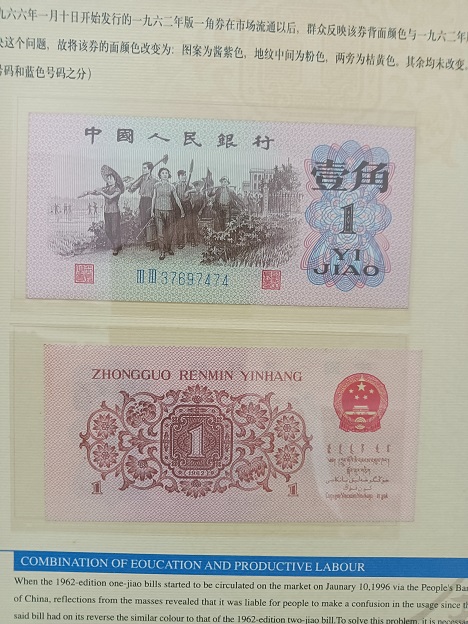 九六六年一月十日开始发行的一九六二年版一角券在市场流通以后，群众反映该券背面颜色与一九六二年
决这个问题，故将该券的面颜色改变为：图案为酱紫色，地纹中间为粉色，两旁为桔黄色。其余均未改变。
号码和蓝色号码之分）
中國人民銀行
壹角
1
YI
JIAO
III III 3769?474
ZHONGGUO RENMIN YINHANG
1
(1962)
1
1
COMBINATION OF EOUCATION AND PRODUCTIVE LABOUR
When the 1962-edition one-jiao bills started to be circulated on the market on Jaunary 10,1996 via the People's Ba
of China, reflections from the masses revealed that it was liable for people to make a confusion in the usage since th
said bill had on its reverse the similar colour to that of the 1962-edition two-jiao bill.To solve this problem, it is necess